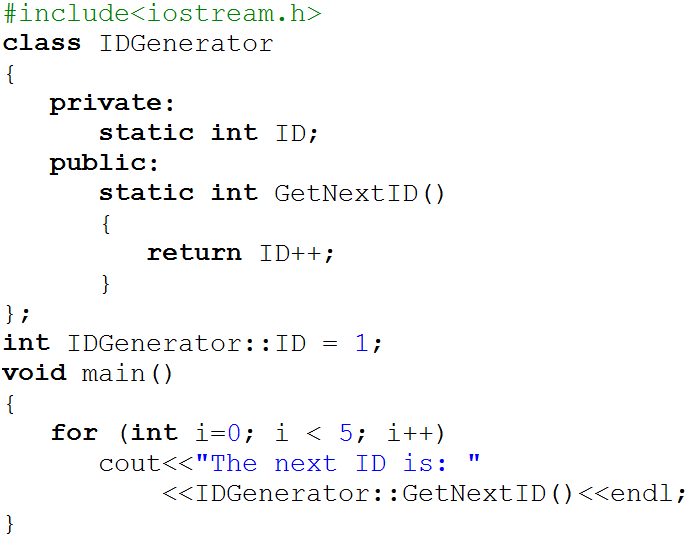 #include<iostream.h>
class IDGenerator
{
   private:
      static int ID;
   public:
      static int GetNextID()
      {
         return ID++;
      }
};
int IDGenerator::ID = 1;
void main()
{
   for (int i=0; i < 5; i++)
      cout<<"The next ID is: "
          <<IDGenerator::GetNextID()<<endl;
}